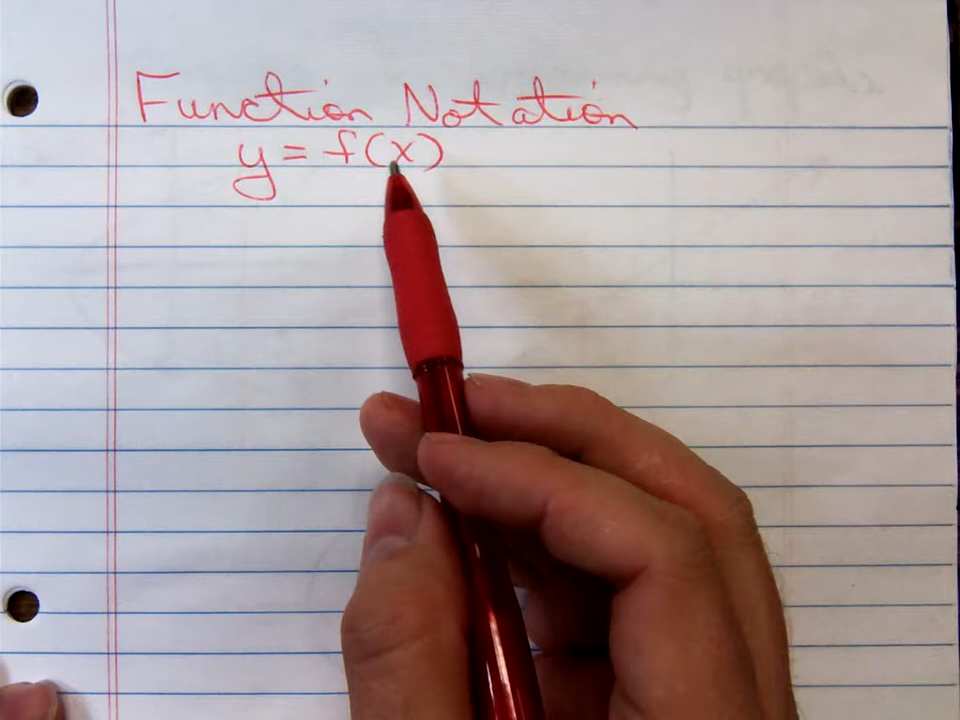 Function Notation
y = f(x)